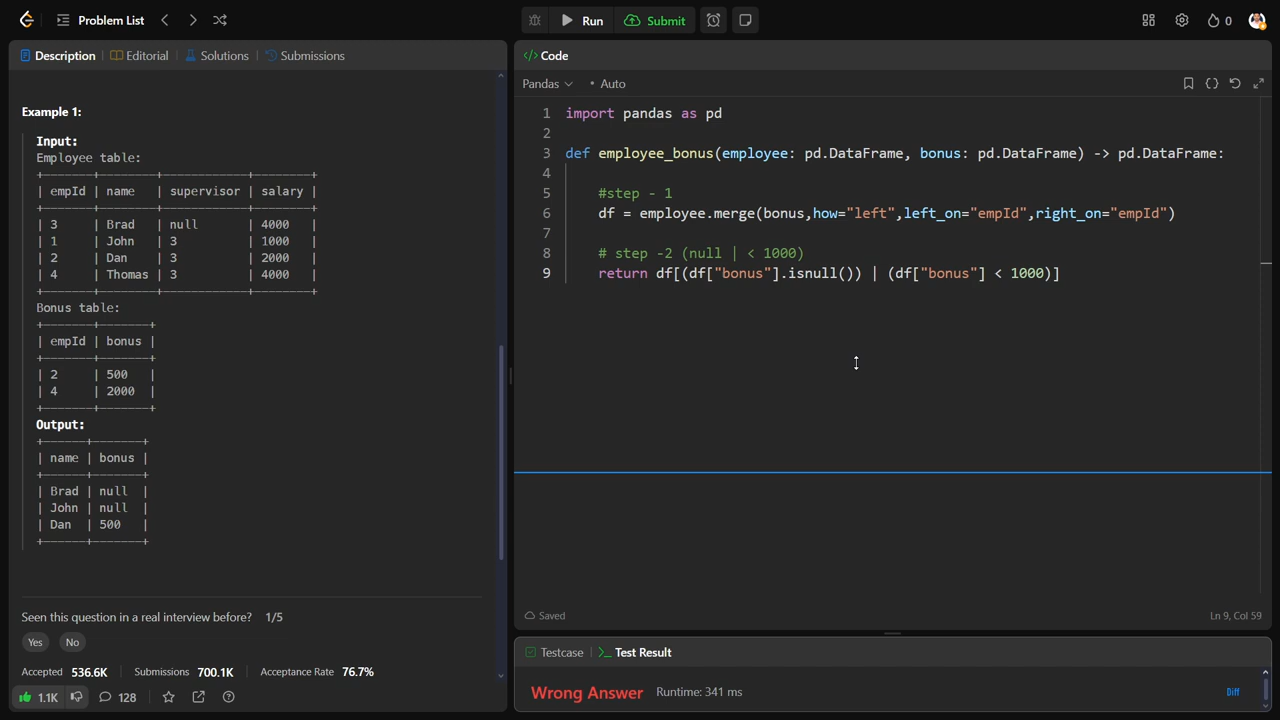 Problem List
Run
Submit
0
Description
Editorial
Solutions
Submissions
Example 1:
Input:
Employee table:
+-------+--------+------------+--------+
| empId | name | supervisor | salary |
+-------+--------+------------+--------+
| 3 | Brad | null | 4000 |
| 1 | John | 3 | 1000 |
| 2 | Dan | 3 | 2000 |
| 4 | Thomas | 3 | 4000 |
+-------+--------+------------+--------+
Bonus table:
+-------+-------+
| empId | bonus |
+-------+-------+
| 2 | 500 |
| 4 | 2000 |
+-------+-------+
Output:
+------+-------+
| name | bonus |
+------+-------+
| Brad | null |
| John | null |
| Dan | 500 |
+------+-------+
Seen this question in a real interview before? 1/5
Yes No
Accepted 536.6K Submissions 700.1K Acceptance Rate 76.7%
1.1K 128
</> Code
Pandas • Auto
1 import pandas as pd
2
3 def employee_bonus(employee: pd.DataFrame, bonus: pd.DataFrame) -> pd.DataFrame:
4
5 #step - 1
6 df = employee.merge(bonus,how="left",left_on="empId",right_on="empId")
7
8 # step -2 (null | < 1000)
9 return df[(df["bonus"].isnull()) | (df["bonus"] < 1000)]
Saved
Ln 9, Col 59
Testcase
>_ Test Result
Wrong Answer Runtime: 341 ms
Diff